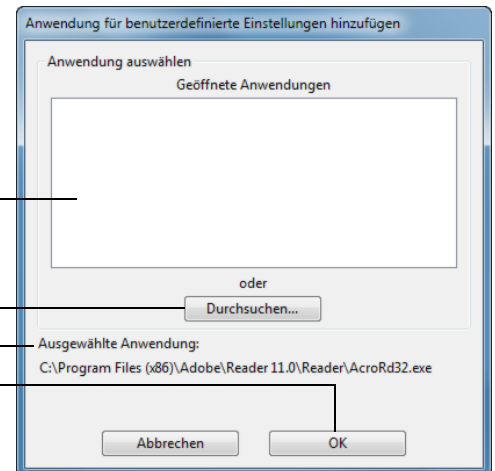 Anwendung für benutzerdefinierte Einstellungen hinzufügen
Anwendung auswählen
Geöffnete Anwendungen
oder
Durchsuchen...
Ausgewählte Anwendung:
C:\Program Files (x86)\Adobe\Reader 11.0\Reader\AcroRd32.exe
Abbrechen OK